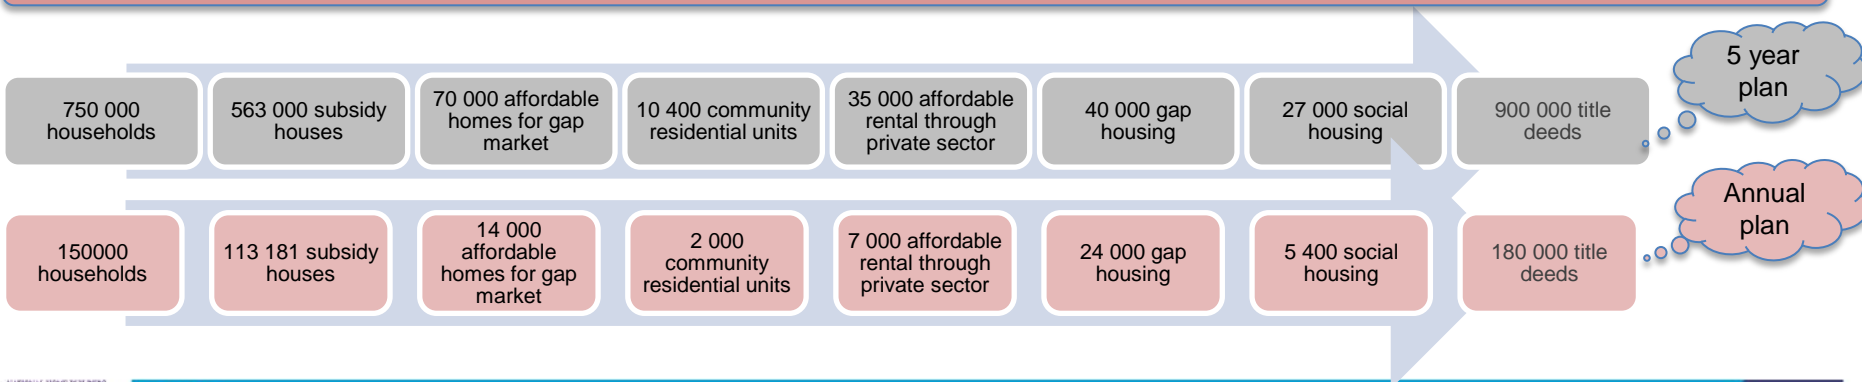 5 year
plan
750 000
households
563 000 subsidy
houses
70 000 affordable
homes for gap
market
10 400 community
residential units
35 000 affordable
rental through
private sector
40 000 gap
housing
27 000 social
housing
900 000 title
deeds
Annual
plan
150000
households
113 181 subsidy
houses
14 000
affordable
homes for gap
market
2 000
community
residential units
7 000 affordable
rental through
private sector
24 000 gap
housing
5 400 social
housing
180 000 title
deeds